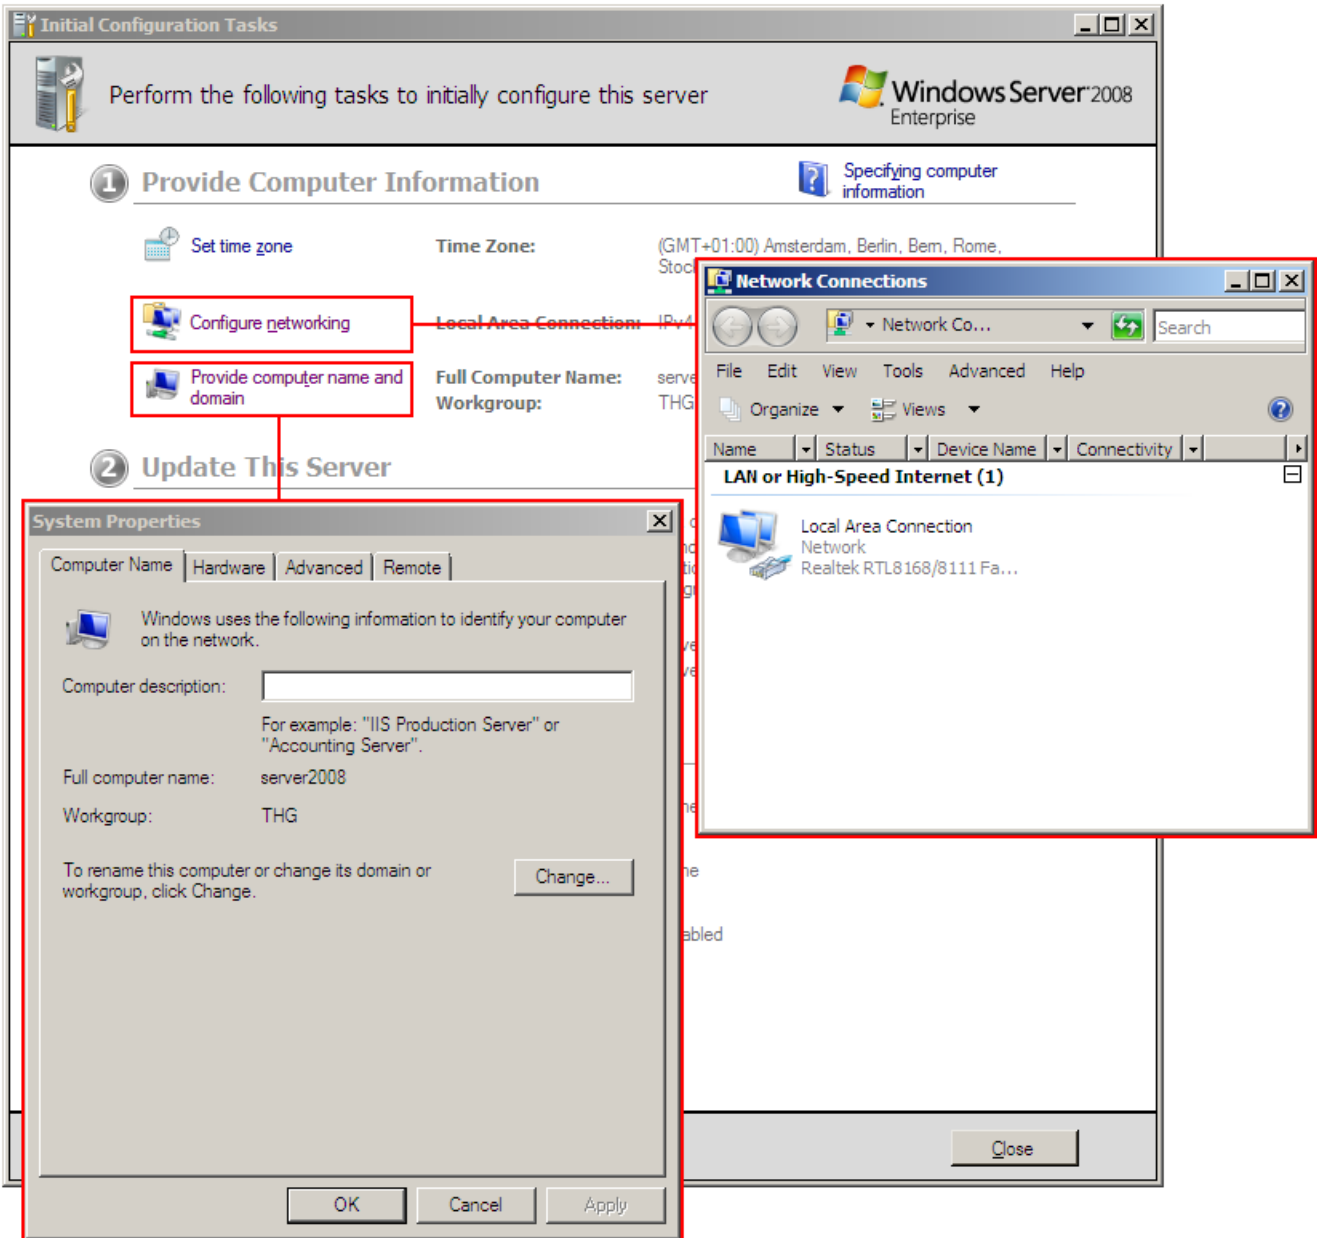 Initial Configuration Tasks
Perform the following tasks to initially configure this server
Windows Server 2008
Enterprise
1 Provide Computer Information
Specifying computer
information
Set time zone
Time Zone:
(GMT+01:00) Amsterdam, Berlin, Bern, Rome,
Configure networking
Local Area Connection:
IPv4
Provide computer name and
domain
Full Computer Name:
Workgroup:
THG
2 Update This Server
Network Connections
Network Co...
Search
File Edit View Tools Advanced Help
Organize Views
Name Status Device Name Connectivity
LAN or High-Speed Internet (1)
Local Area Connection
Network
Realtek RTL8168/8111 Fa...
System Properties
Computer Name Hardware Advanced Remote
Windows uses the following information to identify your computer
on the network.
Computer description:
For example: "IIS Production Server" or
"Accounting Server".
Full computer name: server2008
Workgroup: THG
To rename this computer or change its domain or
workgroup, click Change.
Change...
OK Cancel Apply
Close